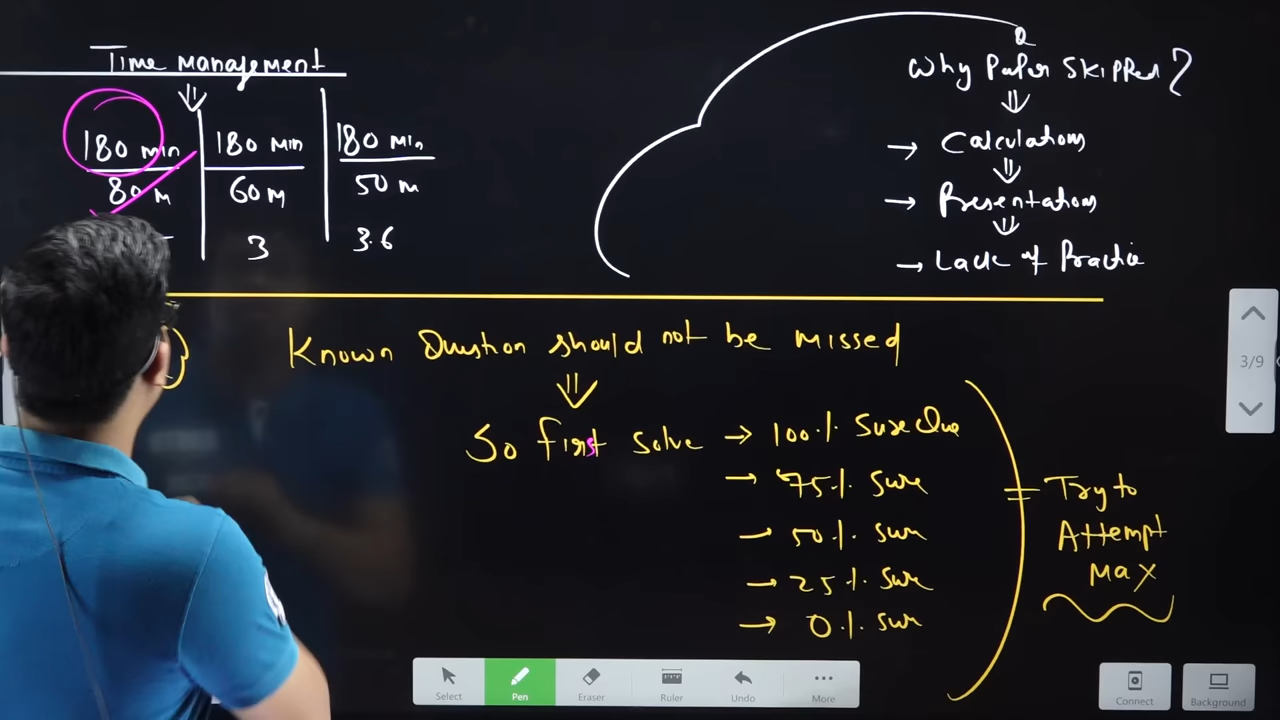 Time management
⇓
180 min | 180 min | 180 min
80 m | 60 m | 50 m
3 | 3.6
Why Paper Skipped?
⇓
→ Calculations
⇓
→ Presentations
⇓
→ Lack of Practice
Known Question should not be missed
⇓
So first solve → 100% Sure Que
→ 75% Sure
→ 50% Sure
→ 25% Sure
→ 0% Sure
= Try to
Attempt
Max
3/9
Select
Pen
Eraser
Ruler
Undo
More
Connect
Background